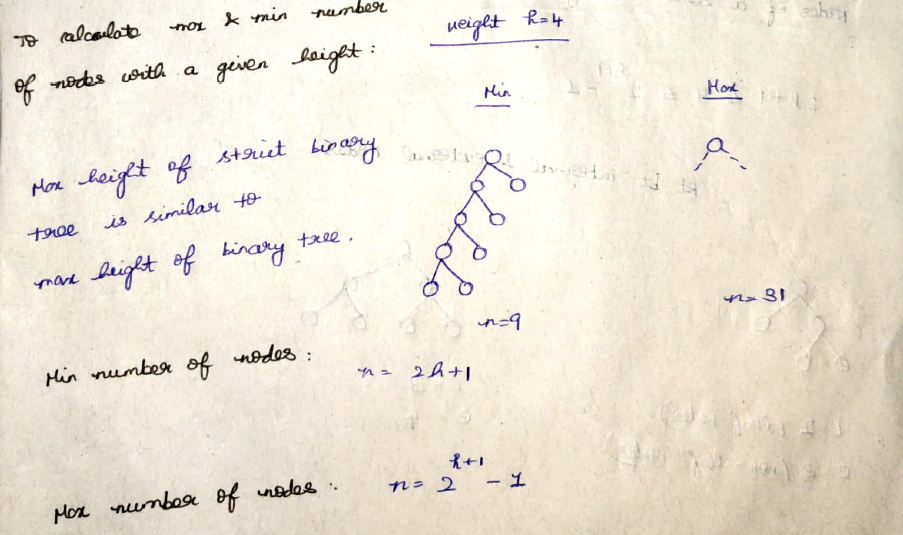 To calculate max & min number
of nodes with a given height :
height h=4
Min
Max
Max height of strict binary
tree is similar to
max height of binary tree.
n=9
n=31
Min number of nodes :
n= 2h+1
Max number of nodes :
n= 2^h+1 - 1